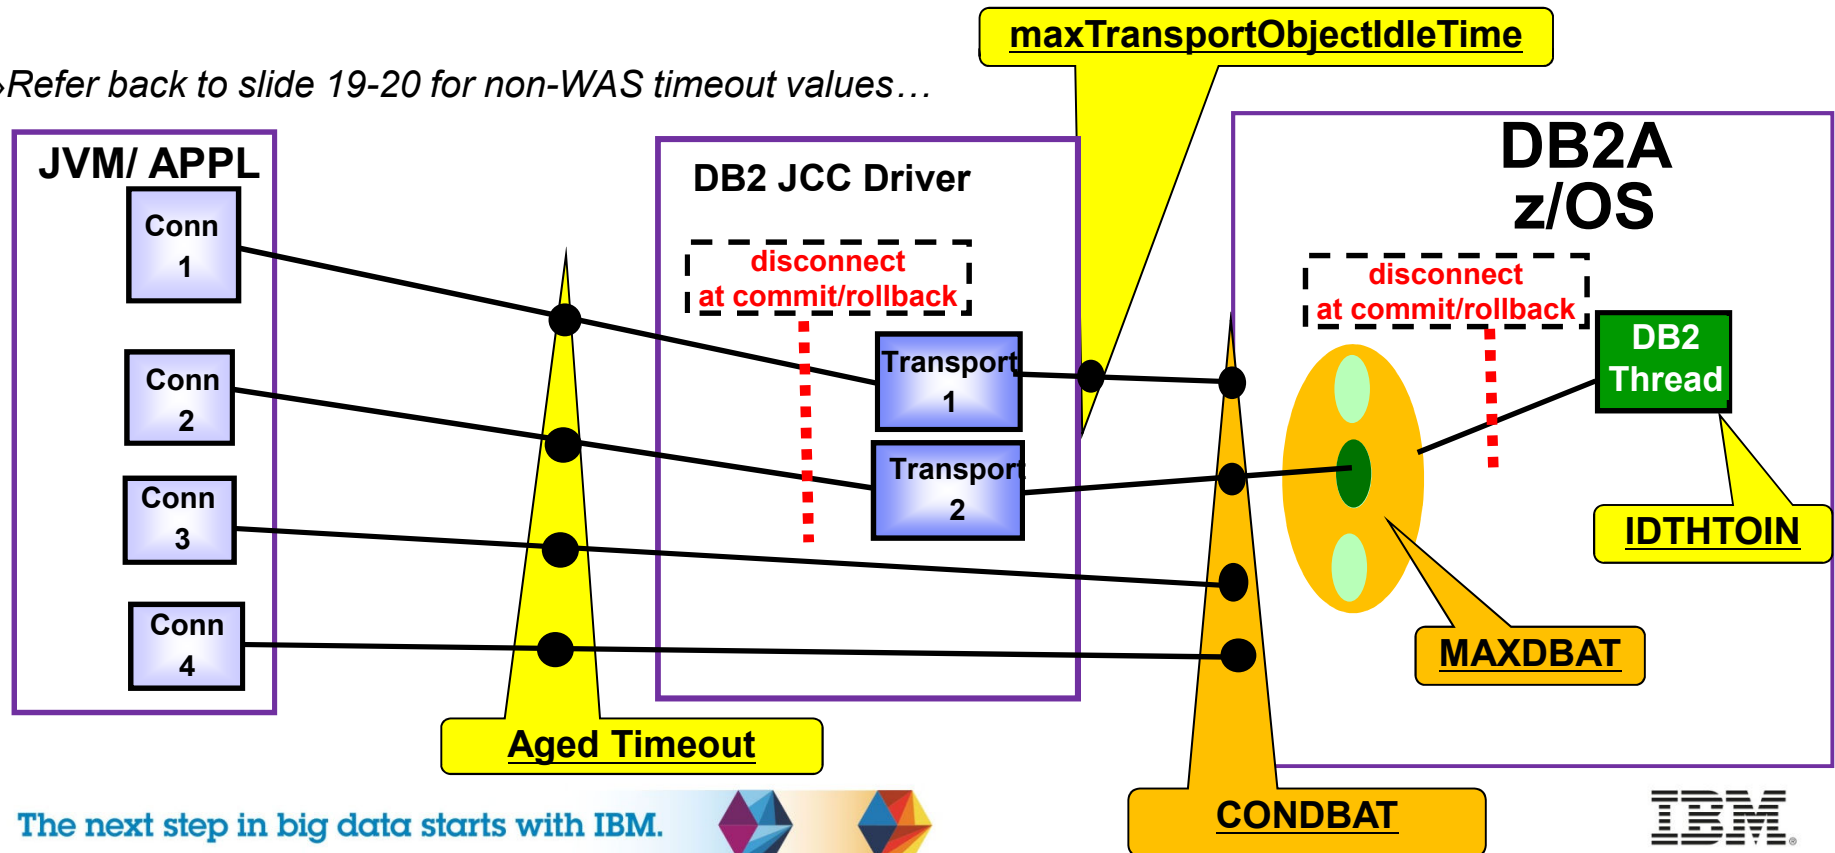 maxTransportObjectIdleTime
Refer back to slide 19-20 for non-WAS timeout values…
JVM/ APPL
Conn
1
Conn
2
Conn
3
Conn
4
Aged Timeout
DB2 JCC Driver
disconnect
at commit/rollback
Transport
1
Transport
2
DB2A
z/OS
disconnect
at commit/rollback
DB2
Thread
IDTHTOIN
MAXDBAT
CONDBAT
The next step in big data starts with IBM.
IBM®